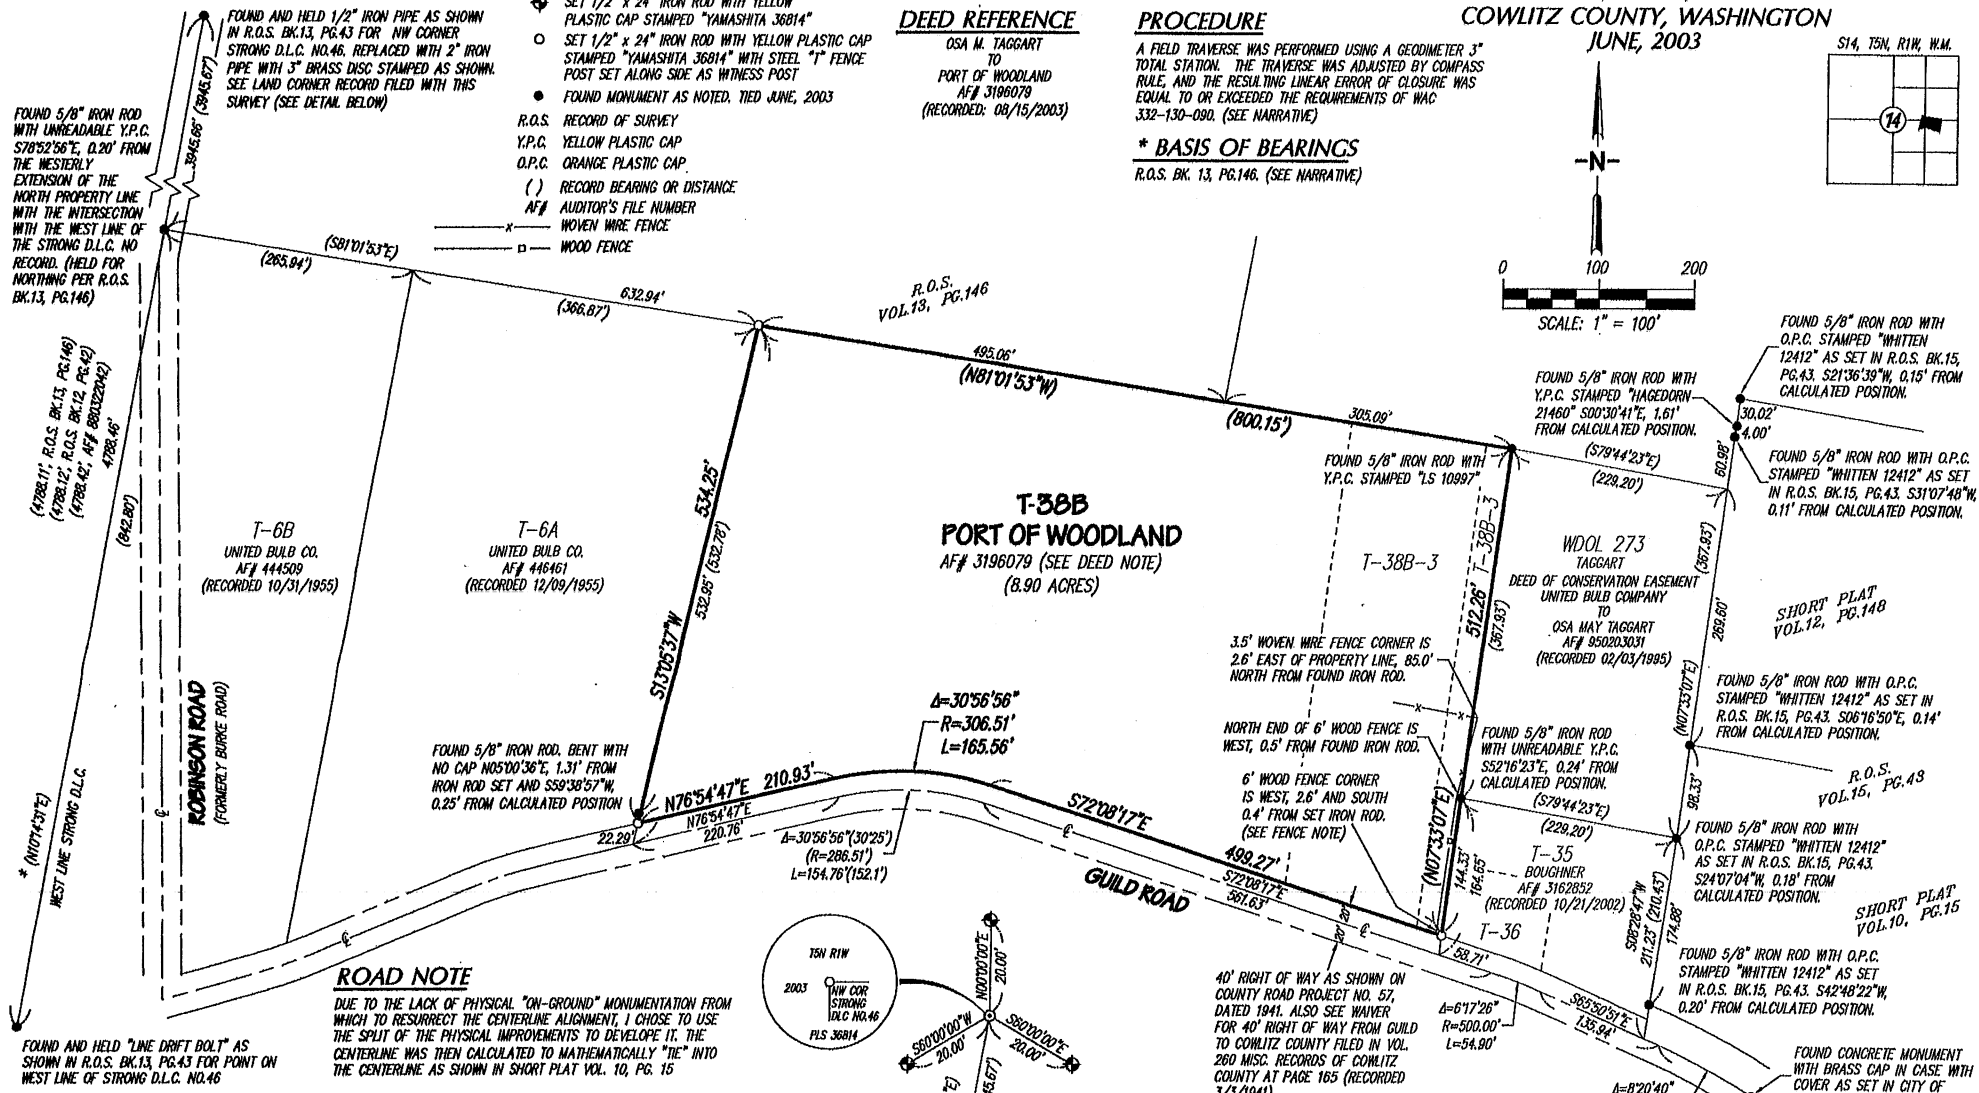 FOUND AND HELD 1/2" IRON PIPE AS SHOWN
IN R.O.S. BK.13, PG.43 FOR NW CORNER
STRONG D.L.C. NO.46. REPLACED WITH 2" IRON
PIPE WITH 3" BRASS DISC STAMPED AS SHOWN.
SEE LAND CORNER RECORD FILED WITH THIS
SURVEY (SEE DETAIL BELOW)
SET 1/2" x 24" IRON ROD WITH YELLOW
PLASTIC CAP STAMPED "YAMASHITA 36814"
SET 1/2" x 24" IRON ROD WITH YELLOW PLASTIC CAP
STAMPED "YAMASHITA 36814" WITH STEEL "T" FENCE
POST SET ALONG SIDE AS WITNESS POST
FOUND MONUMENT AS NOTED. TIED JUNE, 2003
R.O.S. RECORD OF SURVEY
Y.P.C. YELLOW PLASTIC CAP
O.P.C. ORANGE PLASTIC CAP
( ) RECORD BEARING OR DISTANCE
AF# AUDITOR'S FILE NUMBER
x WOVEN WIRE FENCE
WOOD FENCE
DEED REFERENCE
OSA M. TAGGART
TO
PORT OF WOODLAND
AF# 3196079
(RECORDED: 08/15/2003)
PROCEDURE
A FIELD TRAVERSE WAS PERFORMED USING A GEODIMETER 3"
TOTAL STATION. THE TRAVERSE WAS ADJUSTED BY COMPASS
RULE, AND THE RESULTING LINEAR ERROR OF CLOSURE WAS
EQUAL TO OR EXCEEDED THE REQUIREMENTS OF WAC
332-130-090. (SEE NARRATIVE)
* BASIS OF BEARINGS
R.O.S. BK. 13, PG.146. (SEE NARRATIVE)
COWLITZ COUNTY, WASHINGTON
JUNE, 2003
S14, T5N, R1W, W.M.
14
N
0 100 200
SCALE: 1" = 100'
FOUND 5/8" IRON ROD
WITH UNREADABLE Y.P.C.
S78°52'56"E, 0.20' FROM
THE WESTERLY
EXTENSION OF THE
NORTH PROPERTY LINE
WITH THE INTERSECTION
WITH THE WEST LINE OF
THE STRONG D.L.C. NO
RECORD. (HELD FOR
NORTHING PER R.O.S.
BK.13, PG.146)
3945.66' (3945.67')
(S81°01'53"E)
(265.94')
632.94'
(366.87')
R.O.S.
VOL.13, PG.146
495.06'
(N81°01'53"W)
(800.15')
305.09'
(4788.11', R.O.S. BK.13, PG.146)
(4788.12', R.O.S. BK.12, PG.42)
(4788.42', AF# 880322042)
4788.46'
(842.80')
* (N10°14'31"E)
WEST LINE STRONG D.L.C.
T-6B
UNITED BULB CO.
AF# 444509
(RECORDED 10/31/1955)
T-6A
UNITED BULB CO.
AF# 446461
(RECORDED 12/09/1955)
534.25'
532.95' (532.78')
S13°05'37"W
T-38B
PORT OF WOODLAND
AF# 3196079 (SEE DEED NOTE)
(8.90 ACRES)
FOUND 5/8" IRON ROD WITH
Y.P.C. STAMPED "LS 10997"
T-38B-3
T-38B-3
512.26'
(367.93')
FOUND 5/8" IRON ROD WITH
Y.P.C. STAMPED "HAGEDORN
21460" S00°30'41"E, 1.61'
FROM CALCULATED POSITION.
FOUND 5/8" IRON ROD WITH
O.P.C. STAMPED "WHITTEN
12412" AS SET IN R.O.S. BK.15,
PG.43. S21°36'39"W, 0.15' FROM
CALCULATED POSITION.
30.02'
4.00'
60.98'
FOUND 5/8" IRON ROD WITH O.P.C.
STAMPED "WHITTEN 12412" AS SET
IN R.O.S. BK.15, PG.43. S31°07'48"W,
0.11' FROM CALCULATED POSITION.
(S79°44'23"E)
(229.20')
WDOL 273
TAGGART
DEED OF CONSERVATION EASEMENT
UNITED BULB COMPANY
TO
OSA MAY TAGGART
AF# 950203031
(RECORDED 02/03/1995)
(367.93')
269.60'
(N07°33'07"E)
SHORT PLAT
VOL.12, PG.148
3.5' WOVEN WIRE FENCE CORNER IS
2.6' EAST OF PROPERTY LINE, 85.0'
NORTH FROM FOUND IRON ROD.
NORTH END OF 6' WOOD FENCE IS
WEST, 0.5' FROM FOUND IRON ROD.
6' WOOD FENCE CORNER
IS WEST, 2.6' AND SOUTH
0.4' FROM SET IRON ROD.
(SEE FENCE NOTE)
FOUND 5/8" IRON ROD
WITH UNREADABLE Y.P.C.
S52°16'23"E, 0.24' FROM
CALCULATED POSITION.
(S79°44'23"E)
(229.20')
FOUND 5/8" IRON ROD WITH O.P.C.
STAMPED "WHITTEN 12412" AS SET IN
R.O.S. BK.15, PG.43. S06°16'50"E, 0.14'
FROM CALCULATED POSITION.
R.O.S.
VOL.15, PG.43
98.33'
FOUND 5/8" IRON ROD WITH
O.P.C. STAMPED "WHITTEN 12412"
AS SET IN R.O.S. BK.15, PG.43.
S24°07'04"W, 0.18' FROM
CALCULATED POSITION.
T-35
BOUGHNER
AF# 3162852
(RECORDED 10/21/2002)
T-36
(N07°33'07"E)
144.33'
164.65'
S08°28'47"W
211.23' (210.43')
174.88'
SHORT PLAT
VOL.10, PG.15
FOUND 5/8" IRON ROD WITH O.P.C.
STAMPED "WHITTEN 12412" AS SET
IN R.O.S. BK.15, PG.43. S42°48'22"W,
0.20' FROM CALCULATED POSITION.
ROBINSON ROAD
(FORMERLY BURKE ROAD)
FOUND 5/8" IRON ROD. BENT WITH
NO CAP N05°00'36"E, 1.31' FROM
IRON ROD SET AND S59°38'57"W,
0.25' FROM CALCULATED POSITION
22.29'
N76°54'47"E 210.93'
N76°54'47"E
220.76'
Δ=30°56'56"
R=306.51'
L=165.56'
Δ=30°56'56"(30°25')
(R=286.51')
L=154.76'(152.1')
S72°08'17"E
499.27'
S72°08'17"E
561.63'
GUILD ROAD
20' 20'
58.71'
S65°50'51"E
135.94'
Δ=6°17'26"
R=500.00'
L=54.90'
Δ=8°20'40"
40' RIGHT OF WAY AS SHOWN ON
COUNTY ROAD PROJECT NO. 57,
DATED 1941. ALSO SEE WAIVER
FOR 40' RIGHT OF WAY FROM GUILD
TO COWLITZ COUNTY FILED IN VOL.
260 MISC. RECORDS OF COWLITZ
COUNTY AT PAGE 165 (RECORDED
3/3/1941)
FOUND CONCRETE MONUMENT
WITH BRASS CAP IN CASE WITH
COVER AS SET IN CITY OF
ROAD NOTE
DUE TO THE LACK OF PHYSICAL "ON-GROUND" MONUMENTATION FROM
WHICH TO RESURRECT THE CENTERLINE ALIGNMENT, I CHOSE TO USE
THE SPLIT OF THE PHYSICAL IMPROVEMENTS TO DEVELOPE IT. THE
CENTERLINE WAS THEN CALCULATED TO MATHEMATICALLY "TIE" INTO
THE CENTERLINE AS SHOWN IN SHORT PLAT VOL. 10, PG. 15
T5N R1W
2003
NW COR
STRONG
DLC NO.46
PLS 36814
N00°00'00"E
20.00'
S60°00'00"W
20.00'
S60°00'00"E
20.00'
FOUND AND HELD "LINE DRIFT BOLT" AS
SHOWN IN R.O.S. BK.13, PG.43 FOR POINT ON
WEST LINE OF STRONG D.L.C. NO.46